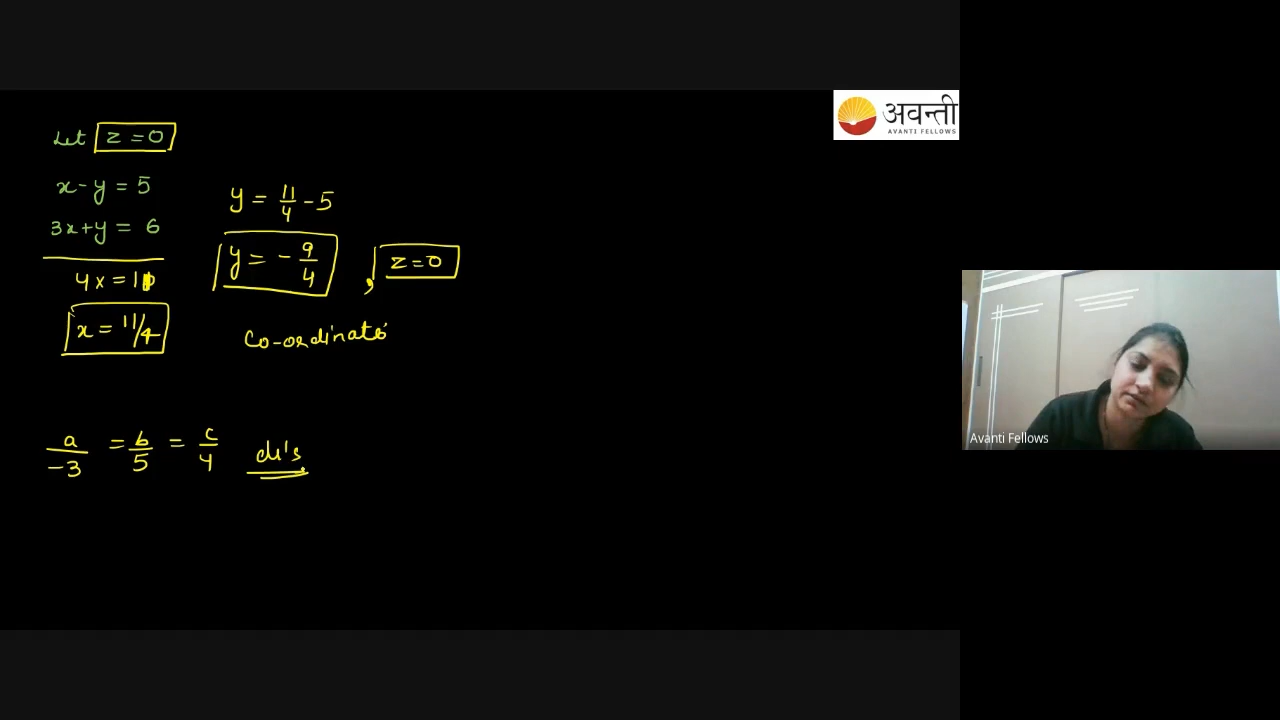 Let z = 0
x - y = 5
3x + y = 6
4x = 11
x = 11/4
y = 11/4 - 5
y = - 9/4 , z = 0
co-ordinates
a/-3 = b/5 = c/4 dr's
अवन्ती
AVANTI FELLOWS
Avanti Fellows